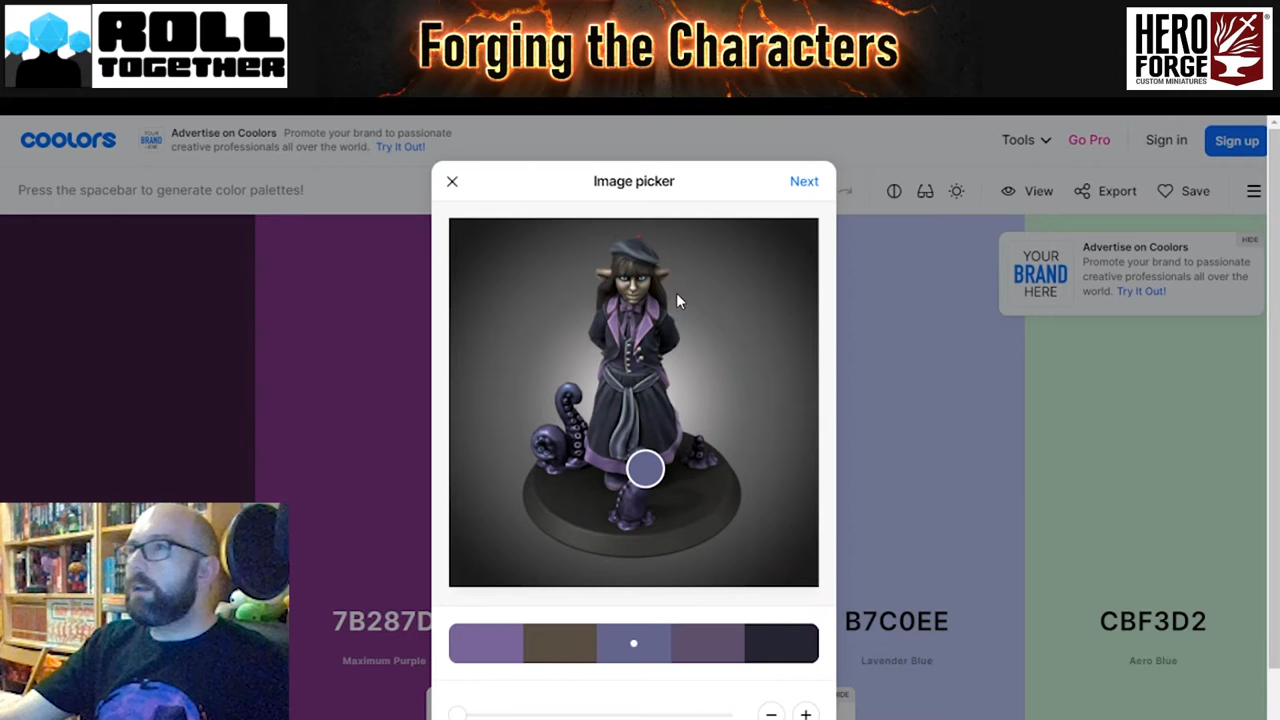 ROLL
TOGETHER
Forging the Characters
HERO
FORGE®
CUSTOM MINIATURES
coolors
YOUR
BRAND
HERE
Advertise on Coolors Promote your brand to passionate
creative professionals all over the world. Try It Out!
Tools
Go Pro
Sign in
Sign up
Press the spacebar to generate color palettes!
View
Export
Save
Image picker
Next
HIDE
YOUR
BRAND
HERE
Advertise on Coolors
Promote your brand to passionate
creative professionals all over the
world. Try It Out!
7B287D
Maximum Purple
B7C0EE
Lavender Blue
CBF3D2
Aero Blue